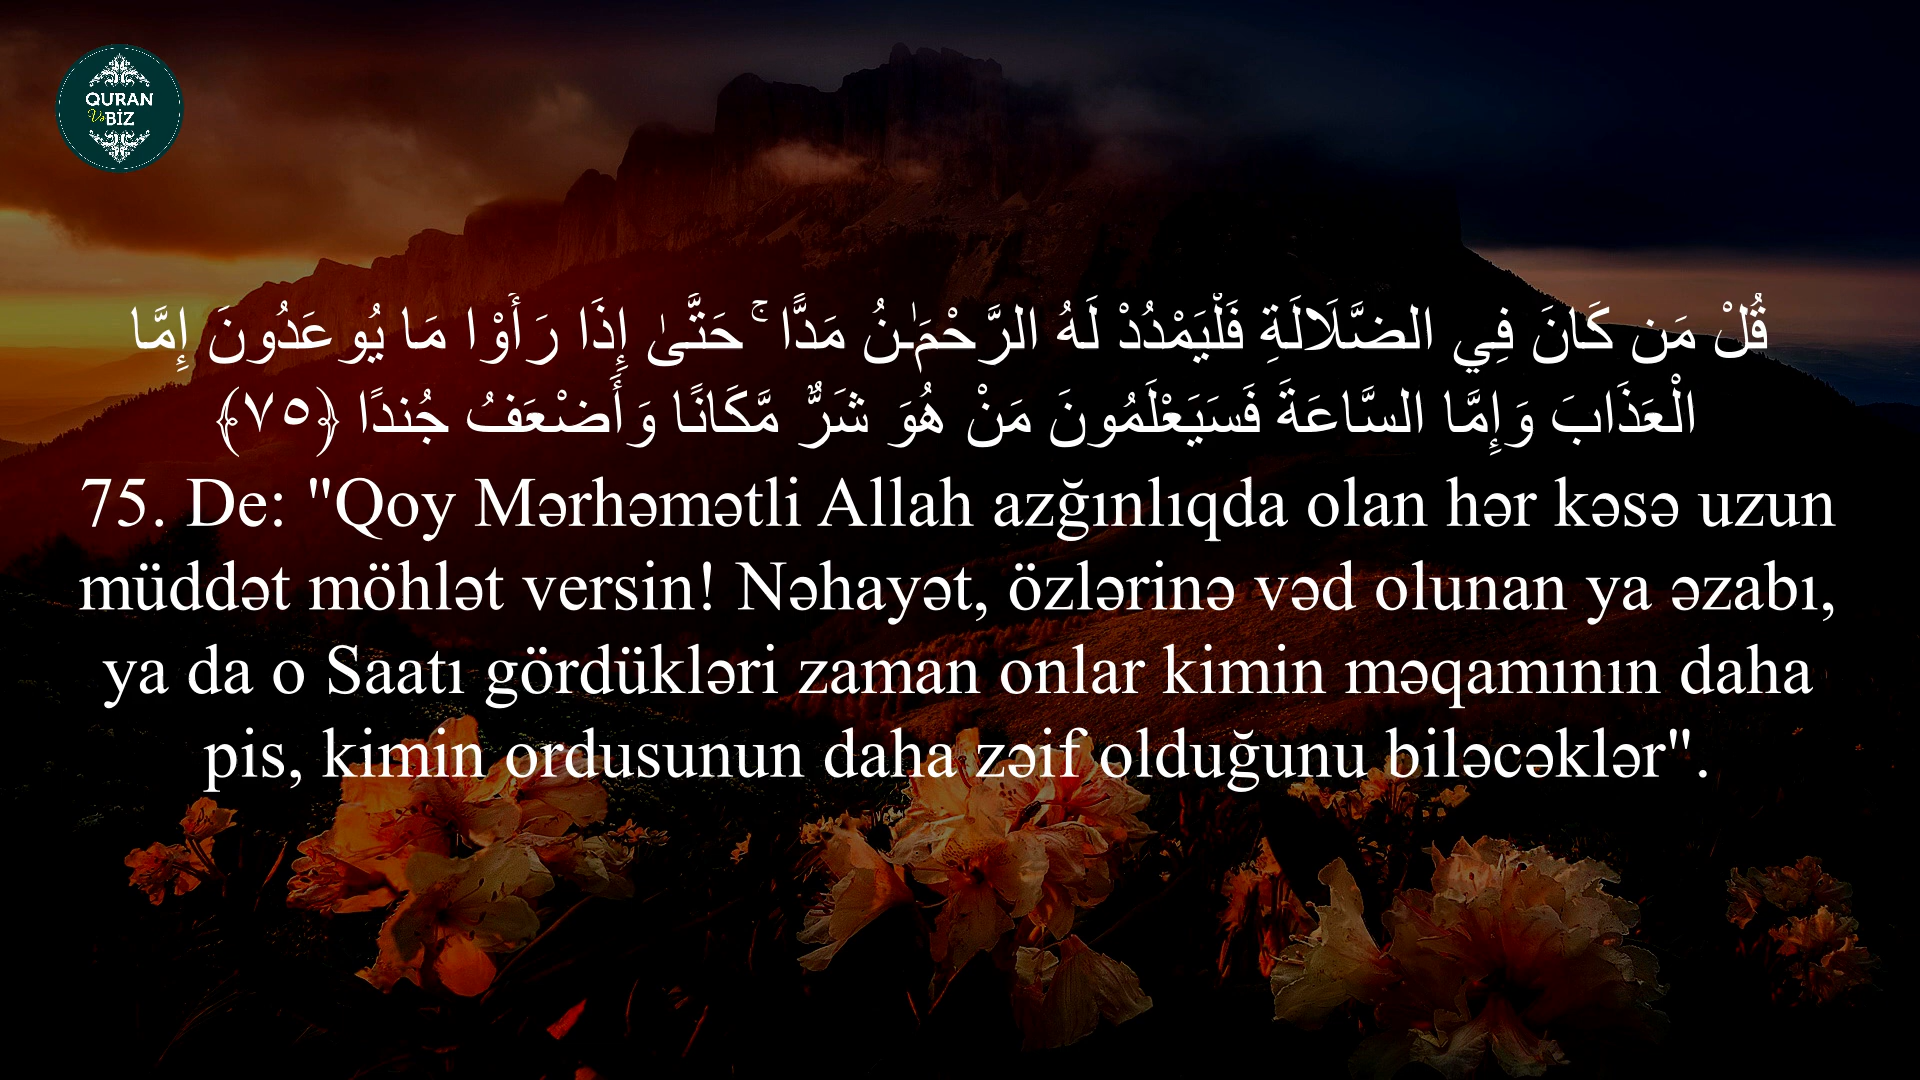 QURAN
Və BİZ
قُلْ مَن كَانَ فِي الضَّلَالَةِ فَلْيَمْدُدْ لَهُ الرَّحْمَـٰنُ مَدًّا ۚ حَتَّىٰ إِذَا رَأَوْا مَا يُوعَدُونَ إِمَّا
الْعَذَابَ وَإِمَّا السَّاعَةَ فَسَيَعْلَمُونَ مَنْ هُوَ شَرٌّ مَّكَانًا وَأَضْعَفُ جُندًا ﴿٧٥﴾
75. De: "Qoy Mərhəmətli Allah azğınlıqda olan hər kəsə uzun
müddət möhlət versin! Nəhayət, özlərinə vəd olunan ya əzabı,
ya da o Saatı gördükləri zaman onlar kimin məqamının daha
pis, kimin ordusunun daha zəif olduğunu biləcəklər".